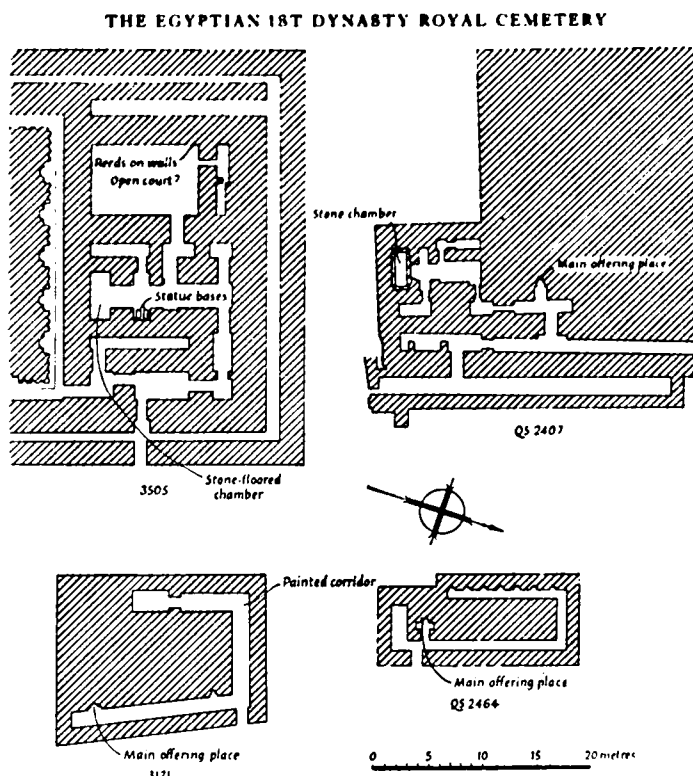 THE EGYPTIAN 1ST DYNASTY ROYAL CEMETERY
Reeds on walls
Open court?
Statue bases
Stone-floored
chamber
3505
Stone chamber
Main offering place
QS 2407
Painted corridor
Main offering place
3121
Main offering place
QS 2464
0 5 10 15 20 metres